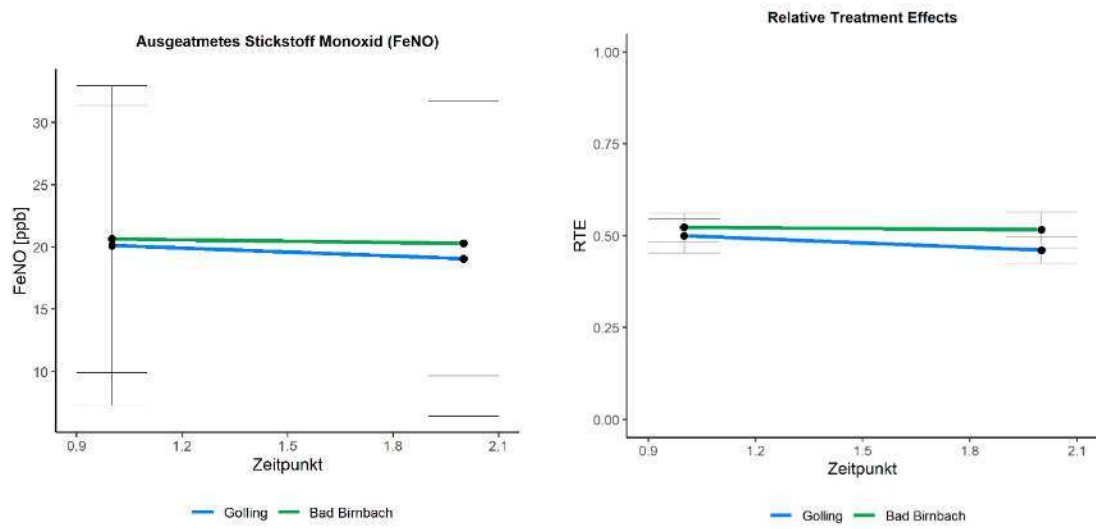 Ausgeatmetes Stickstoff Monoxid (FeNO)
FeNO [ppb]
30
25
20
15
10
0.9 1.2 1.5 1.8 2.1
Zeitpunkt
Golling Bad Birnbach
Relative Treatment Effects
RTE
1.00
0.75
0.50
0.25
0.00
0.9 1.2 1.5 1.8 2.1
Zeitpunkt
Golling Bad Birnbach